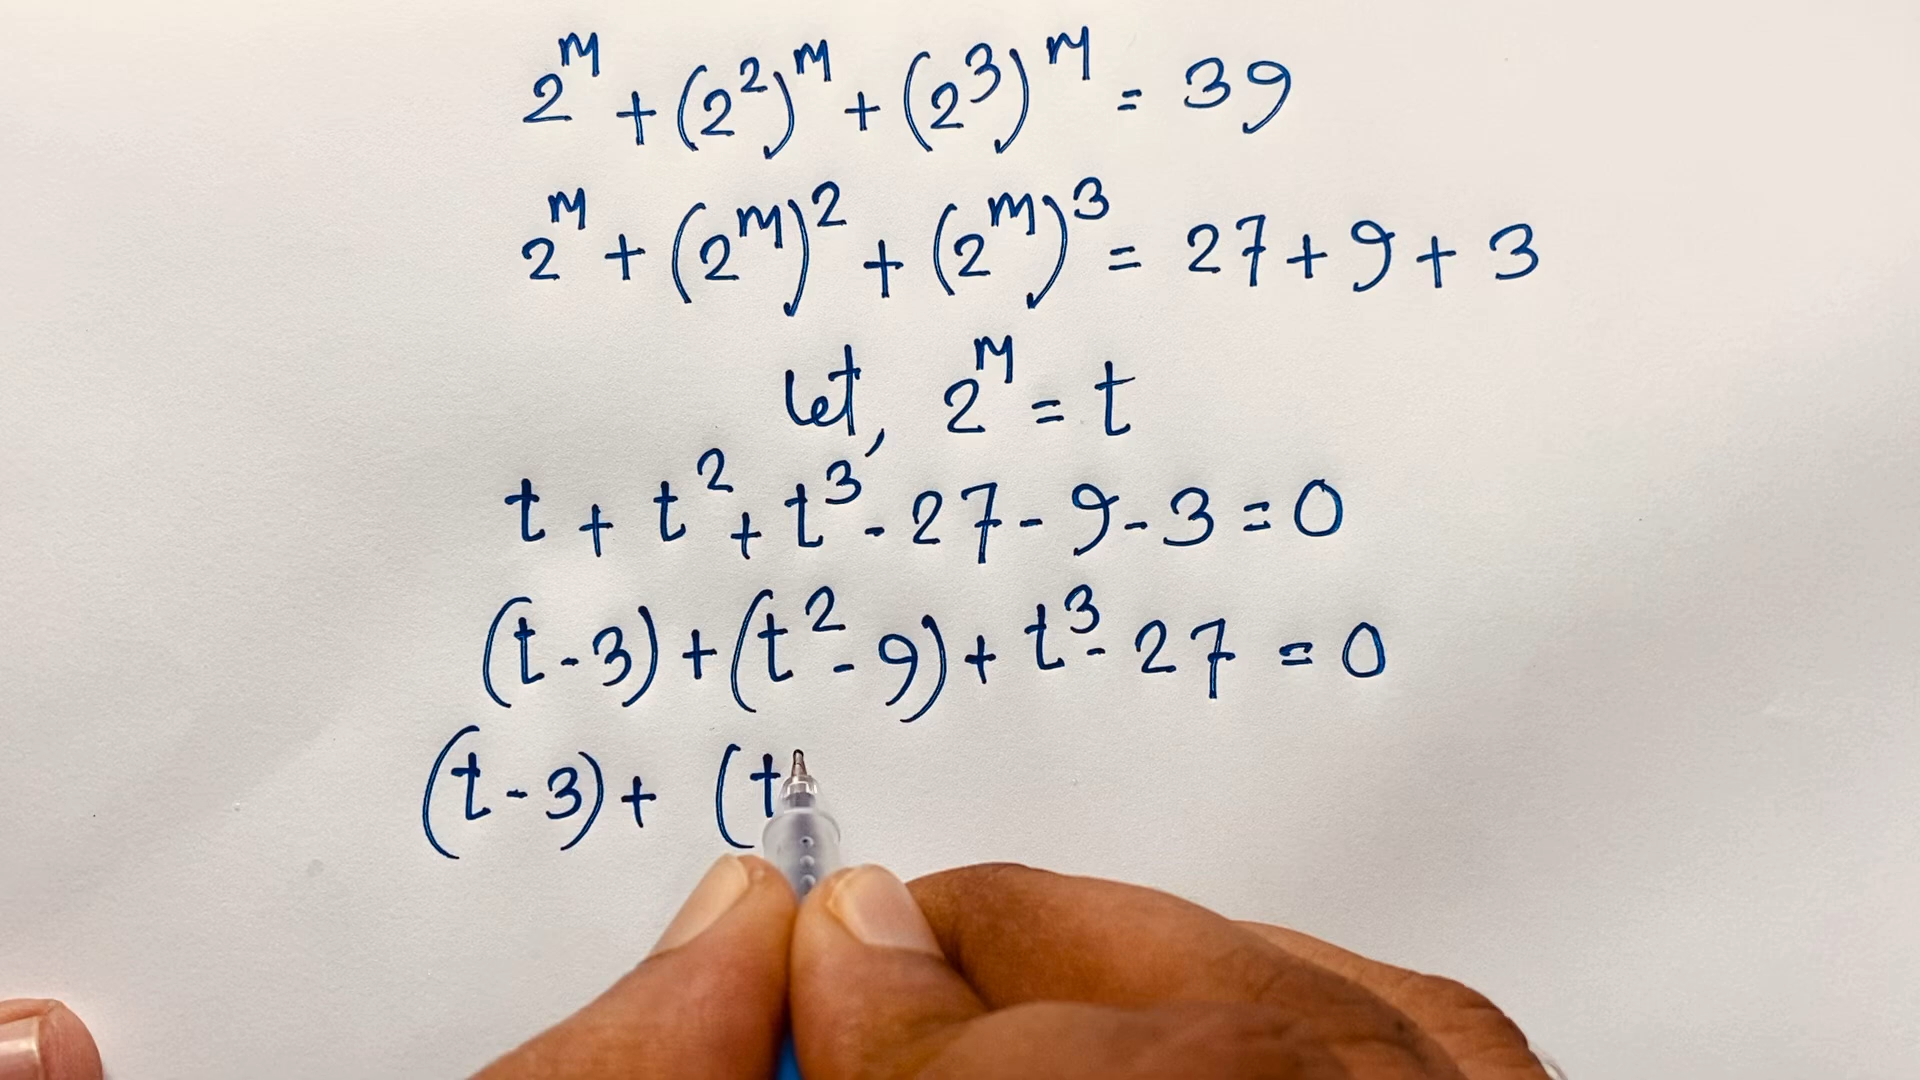 2^m + (2^2)^m + (2^3)^m = 39
2^m + (2^m)^2 + (2^m)^3 = 27 + 9 + 3
let, 2^m = t
t + t^2 + t^3 - 27 - 9 - 3 = 0
(t - 3) + (t^2 - 9) + t^3 - 27 = 0
(t - 3) + (t